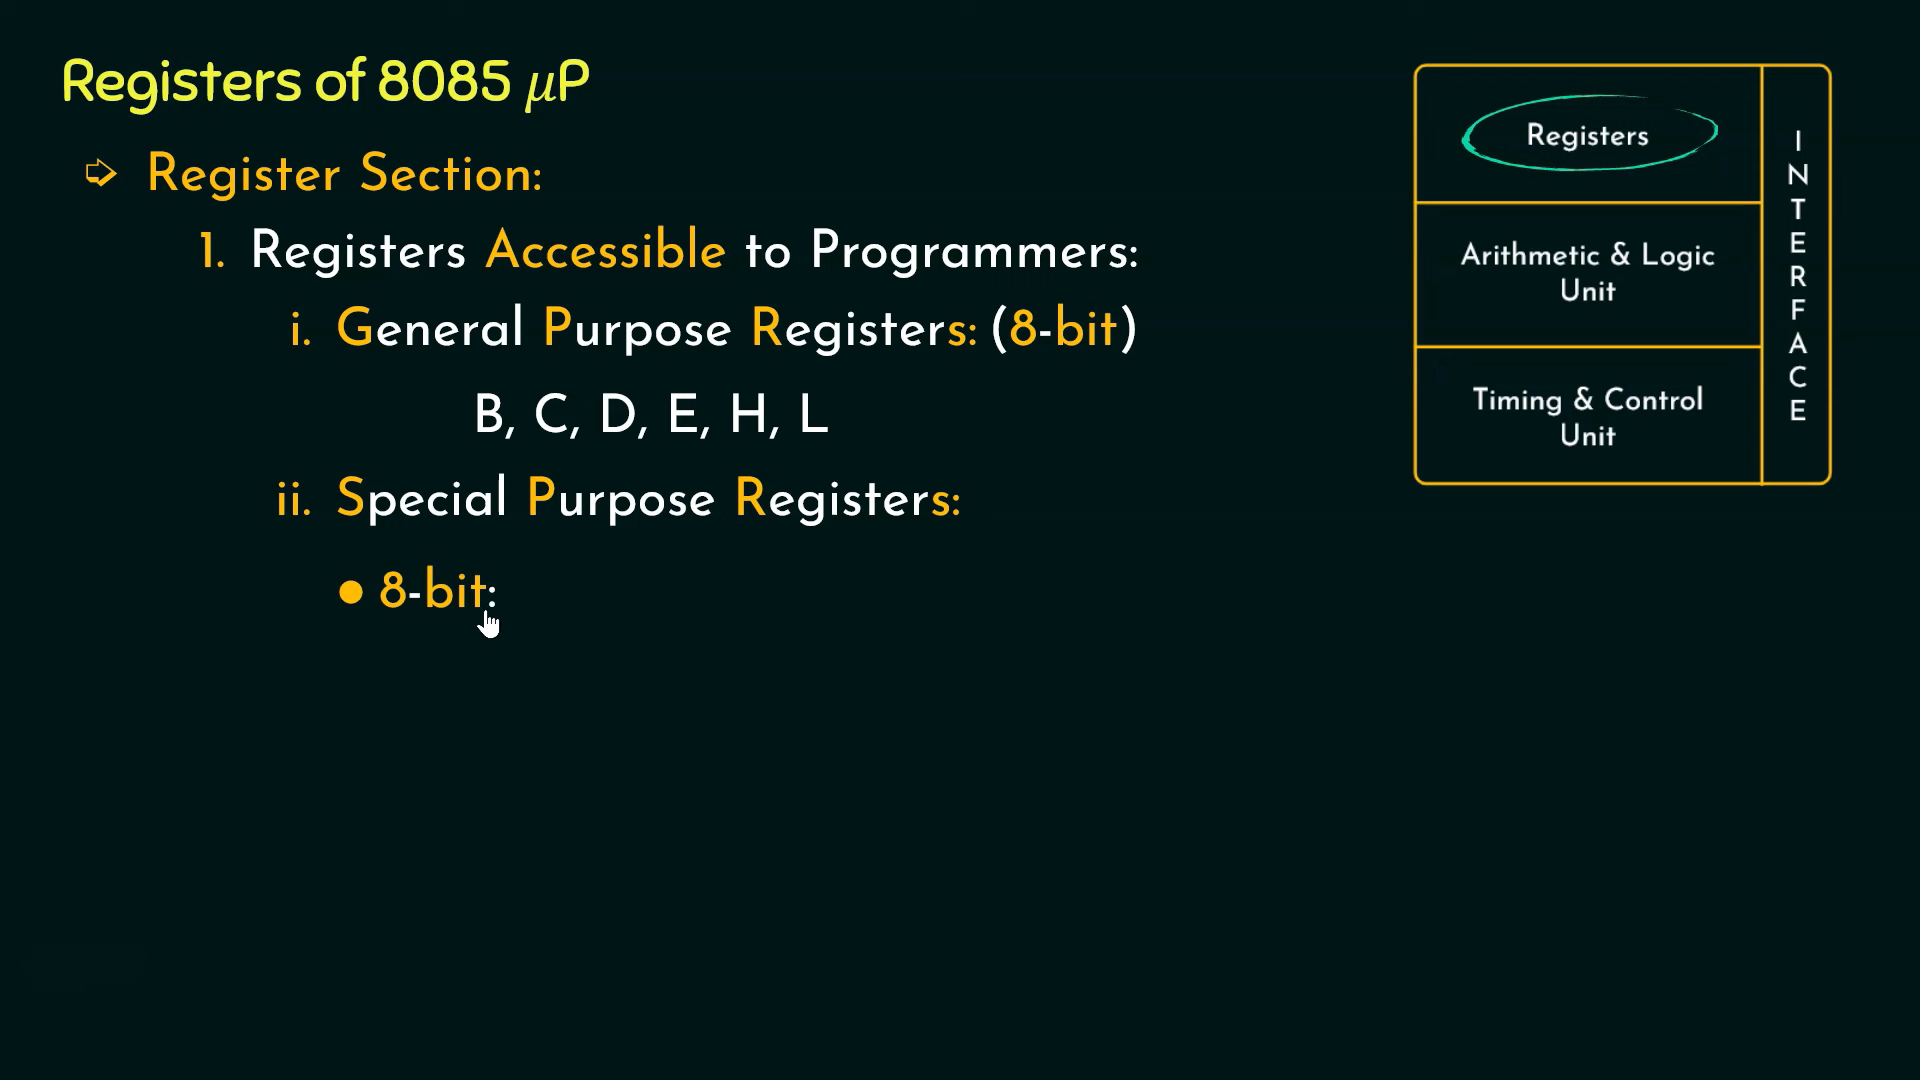 Registers of 8085 μP
➩ Register Section:
1. Registers Accessible to Programmers:
i. General Purpose Registers: (8-bit)
B, C, D, E, H, L
ii. Special Purpose Registers:
● 8-bit:
Registers
Arithmetic & Logic
Unit
Timing & Control
Unit
I
N
T
E
R
F
A
C
E